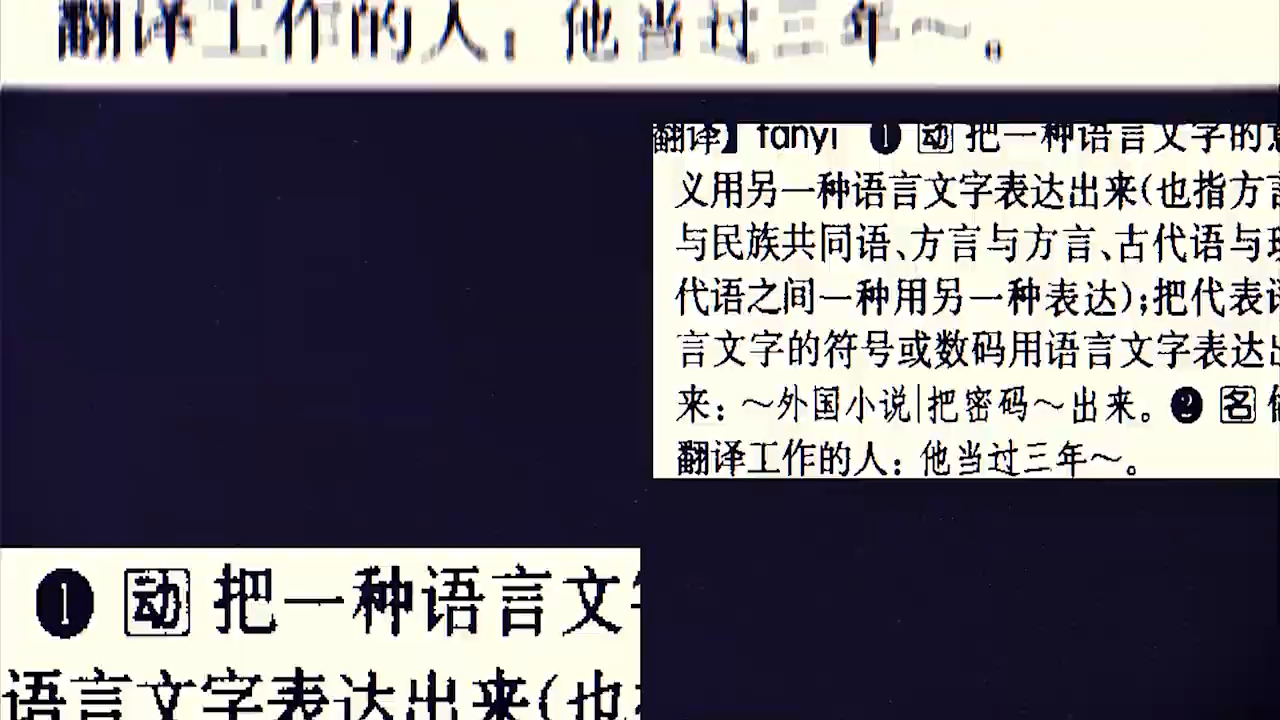 翻译工作的人：他当过三年～。
翻译】fānyì ❶ 动 把一种语言文字的意
义用另一种语言文字表达出来（也指方言
与民族共同语、方言与方言、古代语与现
代语之间一种用另一种表达）；把代表语
言文字的符号或数码用语言文字表达出
来：～外国小说|把密码～出来。❷ 名
翻译工作的人：他当过三年～。
❶ 动 把一种语言文字
语言文字表达出来（也